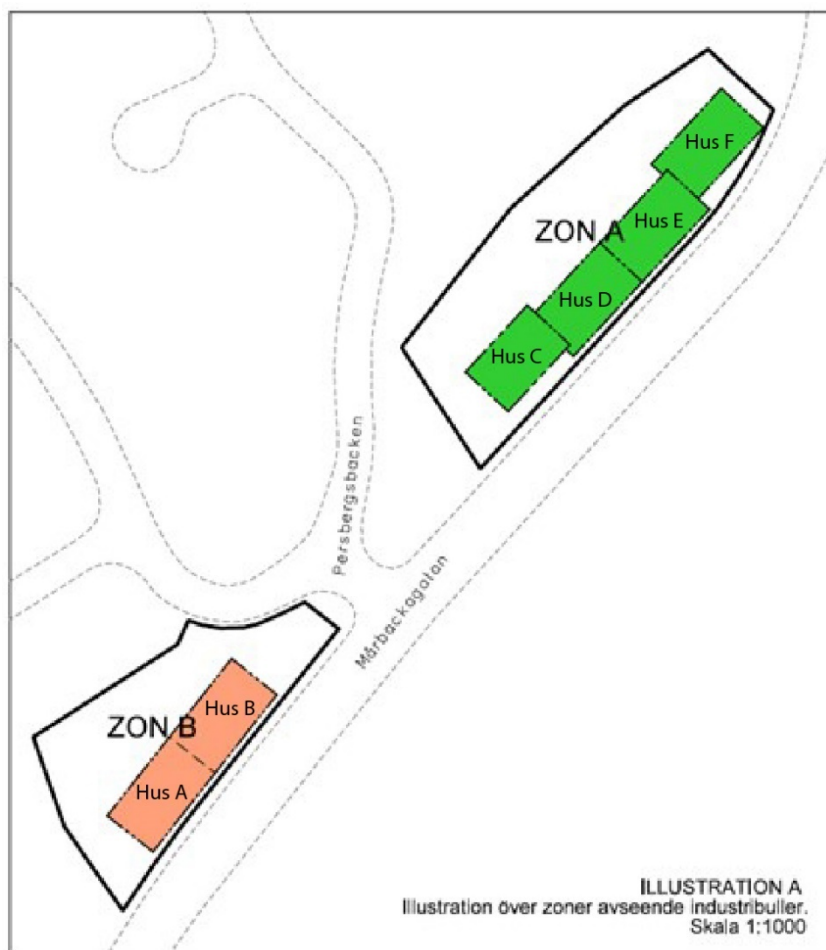 Hus F
Hus E
ZON A
Hus D
Hus C
Persbergsbacken
Mårbackagatan
Hus B
ZON B
Hus A
ILLUSTRATION A
Illustration över zoner avseende industribuller.
Skala 1:1000